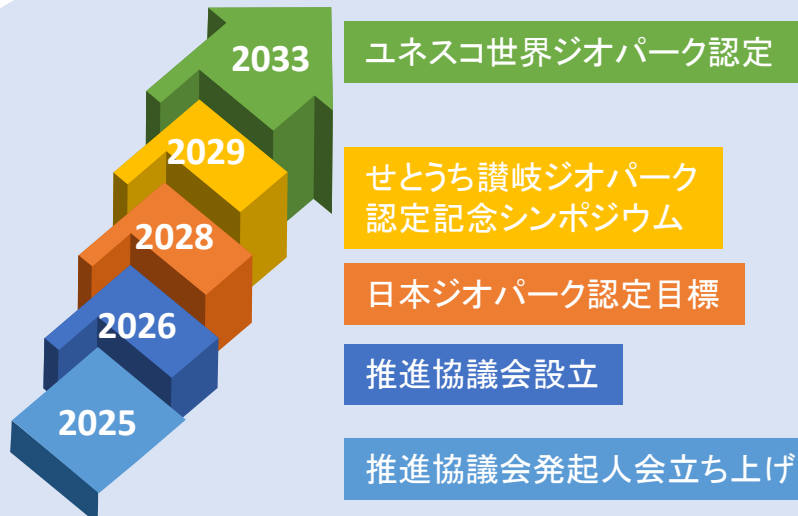 2033
ユネスコ世界ジオパーク認定
2029
せとうち讃岐ジオパーク
認定記念シンポジウム
2028
日本ジオパーク認定目標
2026
推進協議会設立
2025
推進協議会発起人会立ち上げ